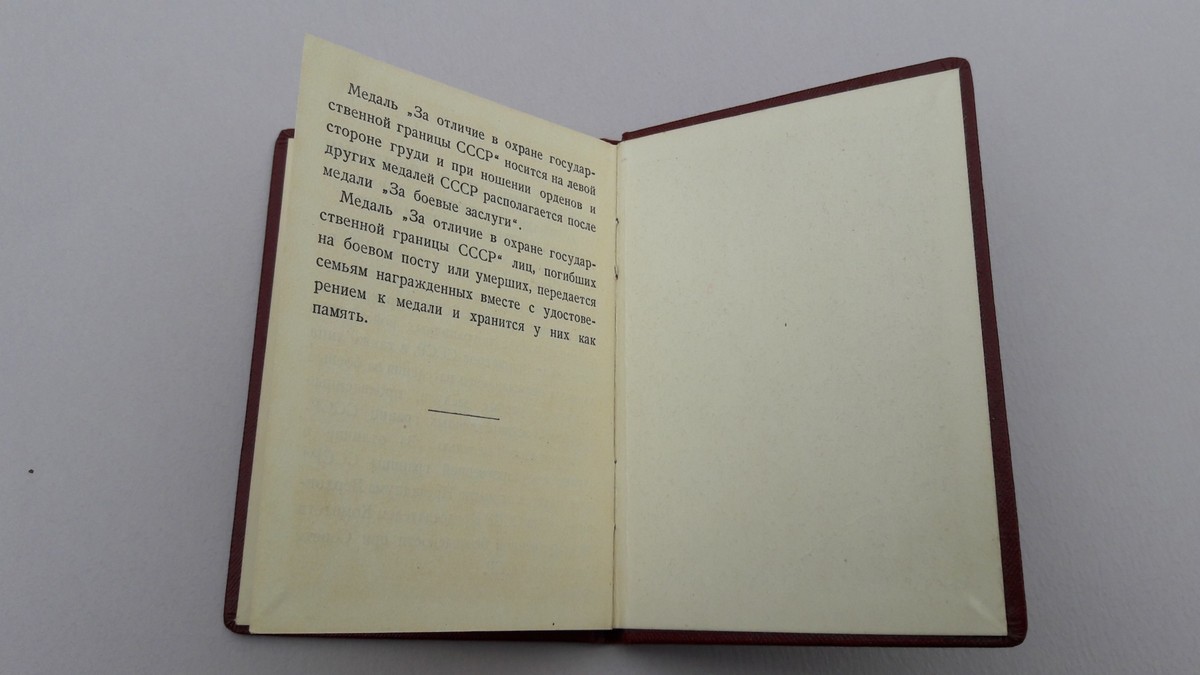 Медаль „За отличие в охране государ-
ственной границы СССР“ носится на левой
стороне груди и при ношении орденов и
других медалей СССР располагается после
медали „За боевые заслуги“.
Медаль „За отличие в охране государ-
ственной границы СССР“ лиц, погибших
на боевом посту или умерших, передается
семьям награжденных вместе с удостове-
рением к медали и хранится у них как
память.